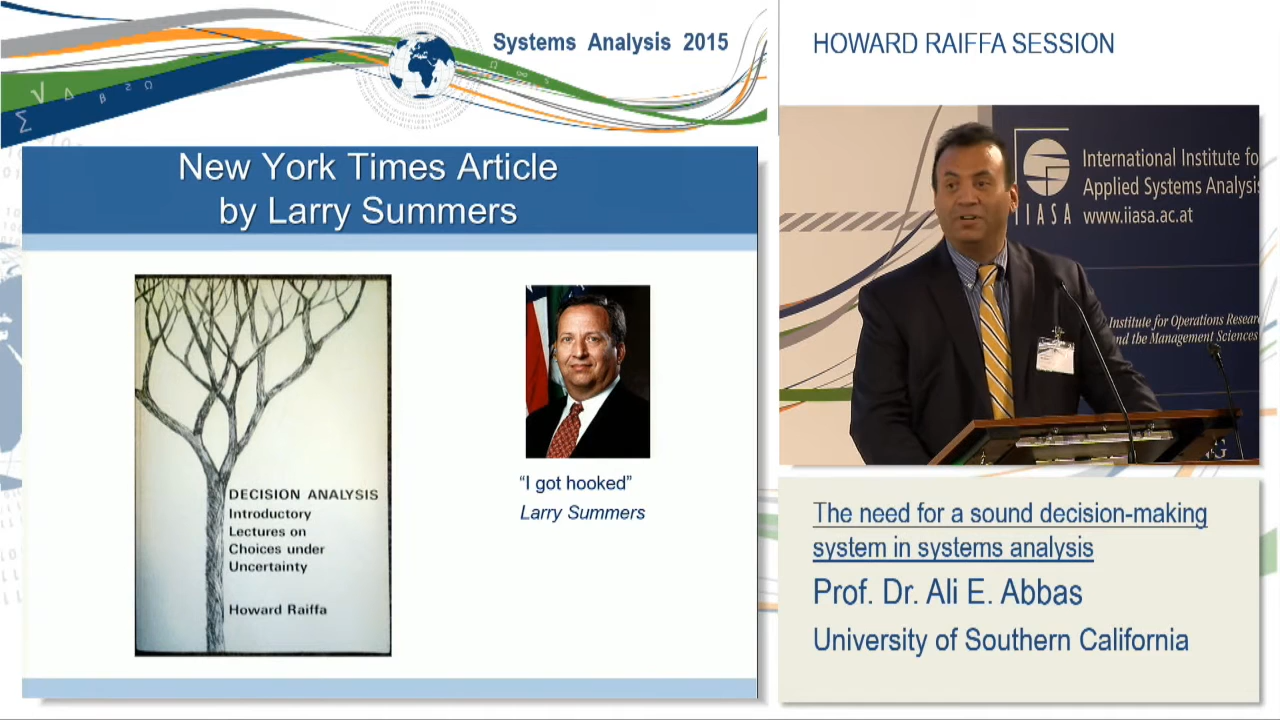 Systems Analysis 2015
New York Times Article
by Larry Summers
DECISION ANALYSIS
Introductory
Lectures on
Choices under
Uncertainty
Howard Raiffa
“I got hooked”
Larry Summers
HOWARD RAIFFA SESSION
IIASA
International Institute fo
Applied Systems Analysis
www.iiasa.ac.at
Institute for Operations Resear
nd the Management Sciences
The need for a sound decision-making
system in systems analysis
Prof. Dr. Ali E. Abbas
University of Southern California